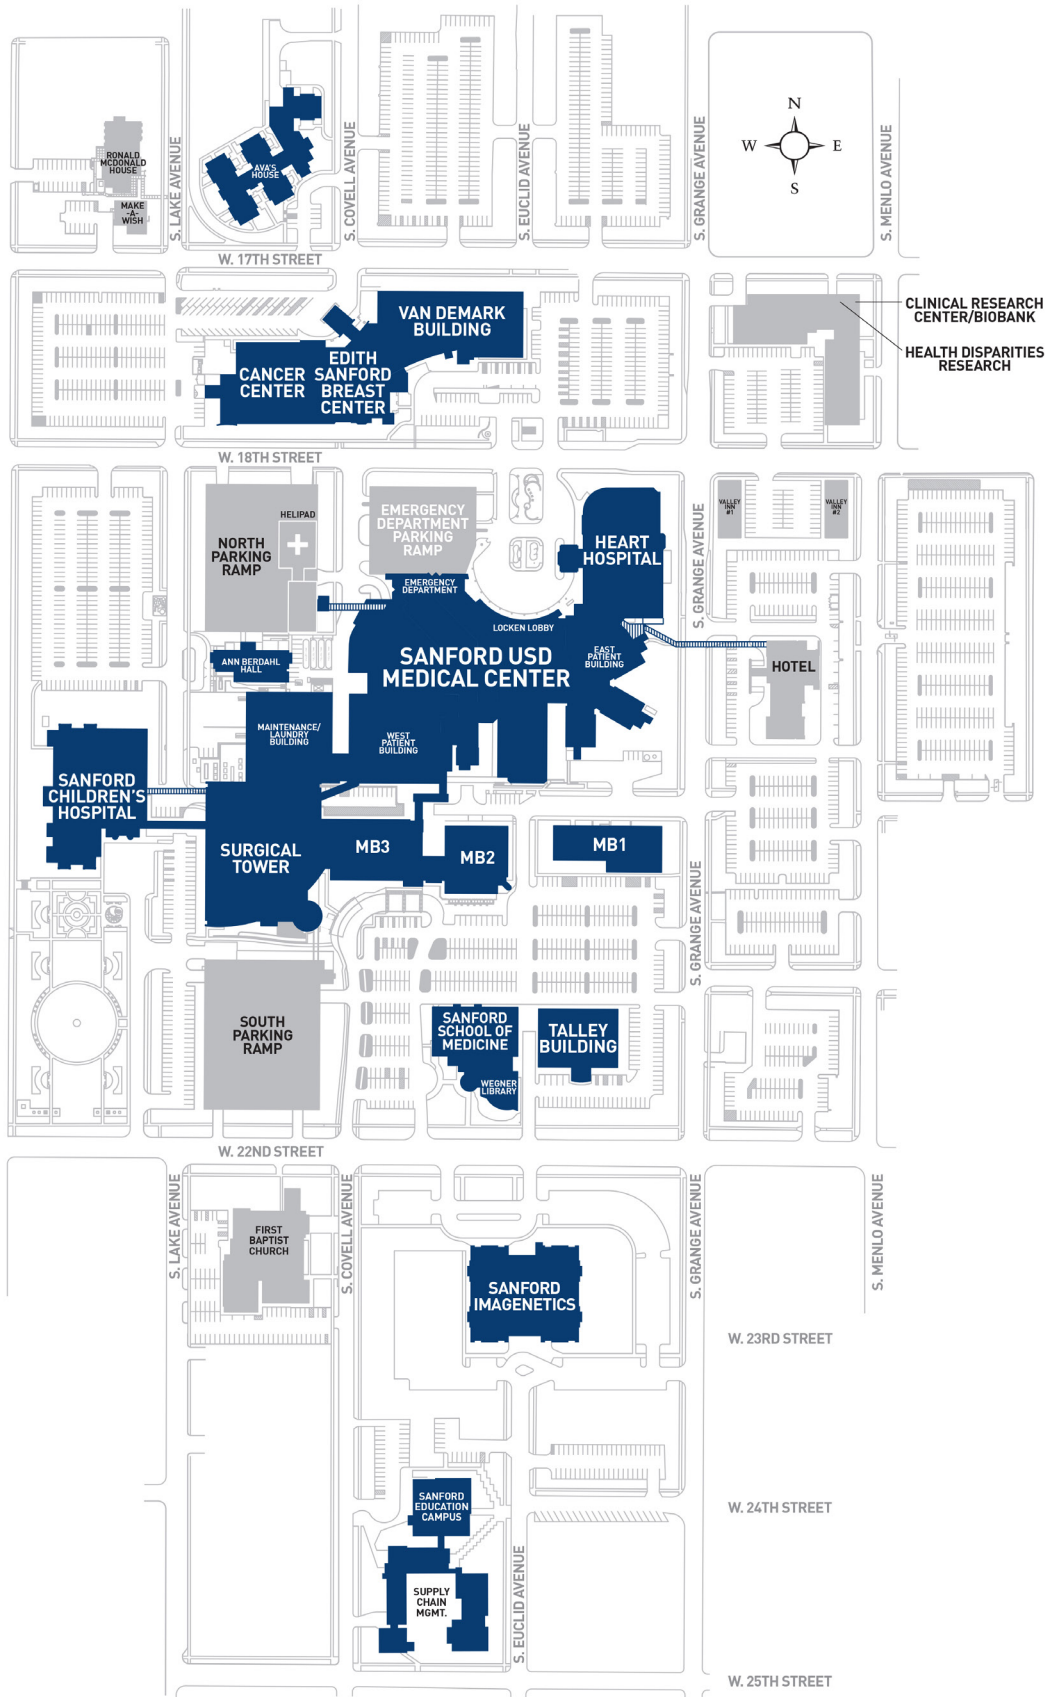 N
W
E
S
RONALD
MCDONALD
HOUSE
MAKE
-A-
WISH
S. LAKE AVENUE
AVA'S
HOUSE
S. COVELL AVENUE
S. EUCLID AVENUE
S. GRANGE AVENUE
S. MENLO AVENUE
W. 17TH STREET
VAN DEMARK
BUILDING
EDITH
SANFORD
BREAST
CENTER
CANCER
CENTER
CLINICAL RESEARCH
CENTER/BIOBANK
HEALTH DISPARITIES
RESEARCH
W. 18TH STREET
HELIPAD
NORTH
PARKING
RAMP
EMERGENCY
DEPARTMENT
PARKING
RAMP
EMERGENCY
DEPARTMENT
HEART
HOSPITAL
S. GRANGE AVENUE
VALLEY
INN
#1
VALLEY
INN
#2
LOCKEN LOBBY
SANFORD USD
MEDICAL CENTER
EAST
PATIENT
BUILDING
HOTEL
ANN BERDAHL
HALL
MAINTENANCE/
LAUNDRY
BUILDING
WEST
PATIENT
BUILDING
SANFORD
CHILDREN'S
HOSPITAL
SURGICAL
TOWER
MB3
MB2
MB1
S. GRANGE AVENUE
SOUTH
PARKING
RAMP
SANFORD
SCHOOL OF
MEDICINE
WEGNER
LIBRARY
TALLEY
BUILDING
W. 22ND STREET
S. LAKE AVENUE
FIRST
BAPTIST
CHURCH
S. COVELL AVENUE
SANFORD
IMAGENETICS
S. GRANGE AVENUE
S. MENLO AVENUE
W. 23RD STREET
SANFORD
EDUCATION
CAMPUS
W. 24TH STREET
SUPPLY
CHAIN
MGMT.
S. EUCLID AVENUE
W. 25TH STREET